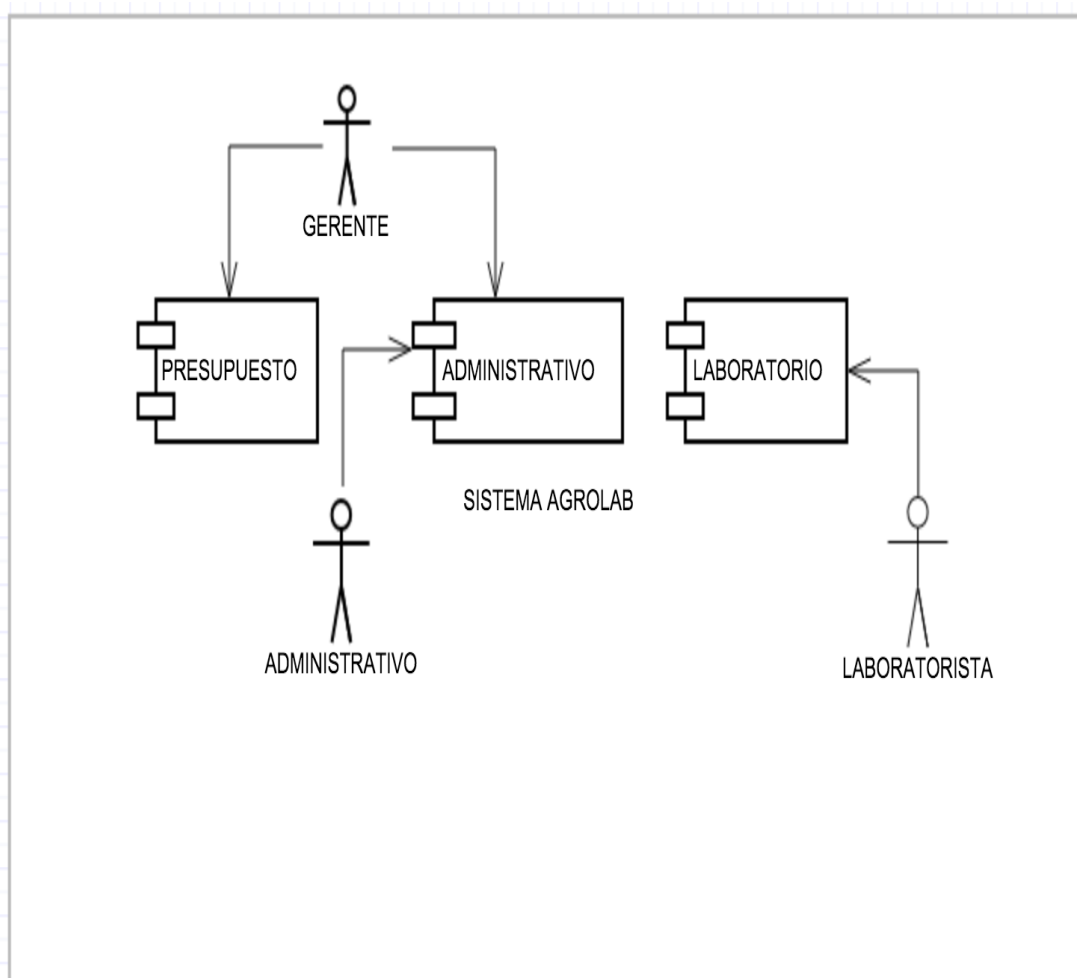 GERENTE
PRESUPUESTO
ADMINISTRATIVO
LABORATORIO
SISTEMA AGROLAB
ADMINISTRATIVO
LABORATORISTA